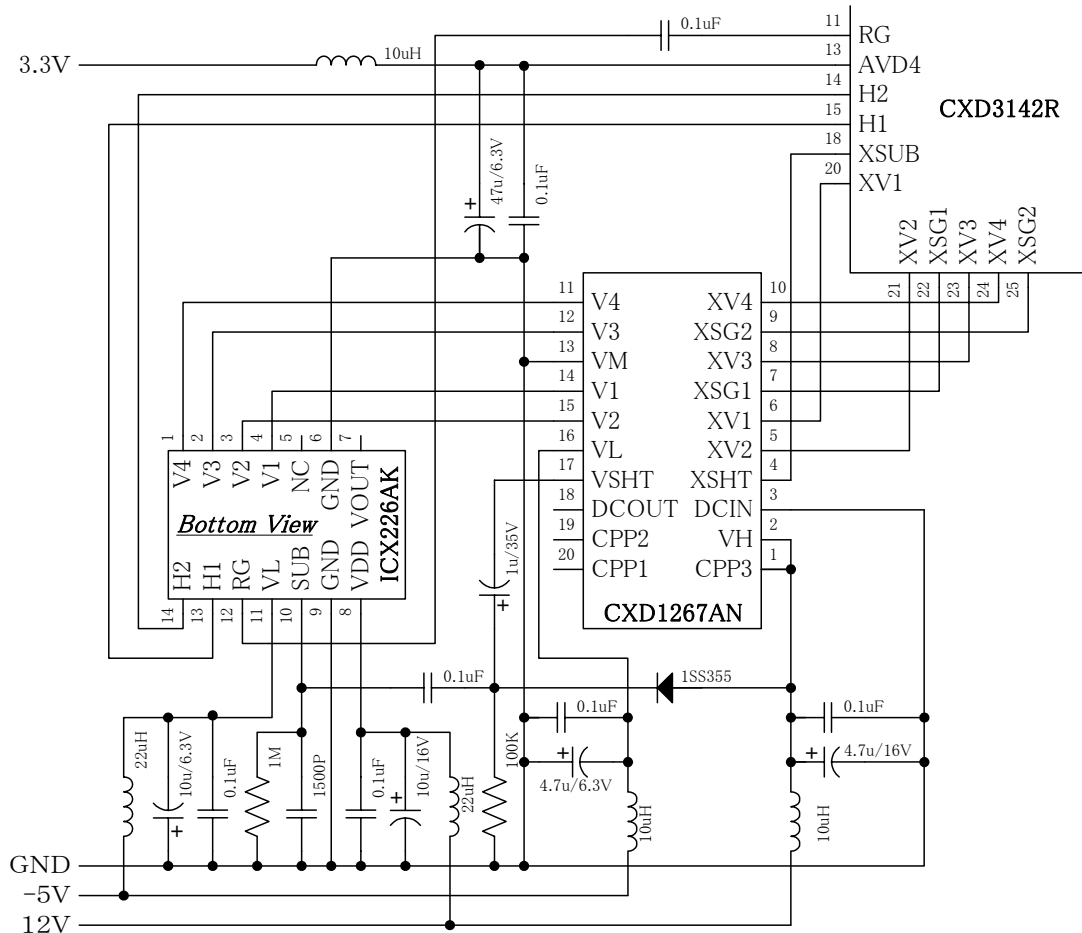 0.1uF
11
RG
3.3V
10uH
13
AVD4
14
H2
CXD3142R
15
H1
18
XSUB
20
XV1
47u/6.3V
0.1uF
XV2
XSG1
XV3
XV4
XSG2
21
22
23
24
25
11
V4
XV4
10
12
V3
XSG2
9
13
VM
XV3
8
14
V1
XSG1
7
15
V2
XV1
6
16
VL
XV2
5
17
VSHT
XSHT
4
18
DCOUT
DCIN
3
19
CPP2
VH
2
20
CPP1
CPP3
1
CXD1267AN
1
2
3
4
5
6
7
V4
V3
V2
V1
NC
GND
VOUT
Bottom View
ICX226AK
H2
H1
RG
VL
SUB
GND
VDD
14
13
12
11
10
9
8
1u/35V
+
0.1uF
1SS355
0.1uF
0.1uF
22uH
10u/6.3V
+
0.1uF
1M
1500P
0.1uF
10u/16V
+
22uH
100K
+
4.7u/6.3V
+
4.7u/16V
10uH
10uH
+
GND
-5V
12V